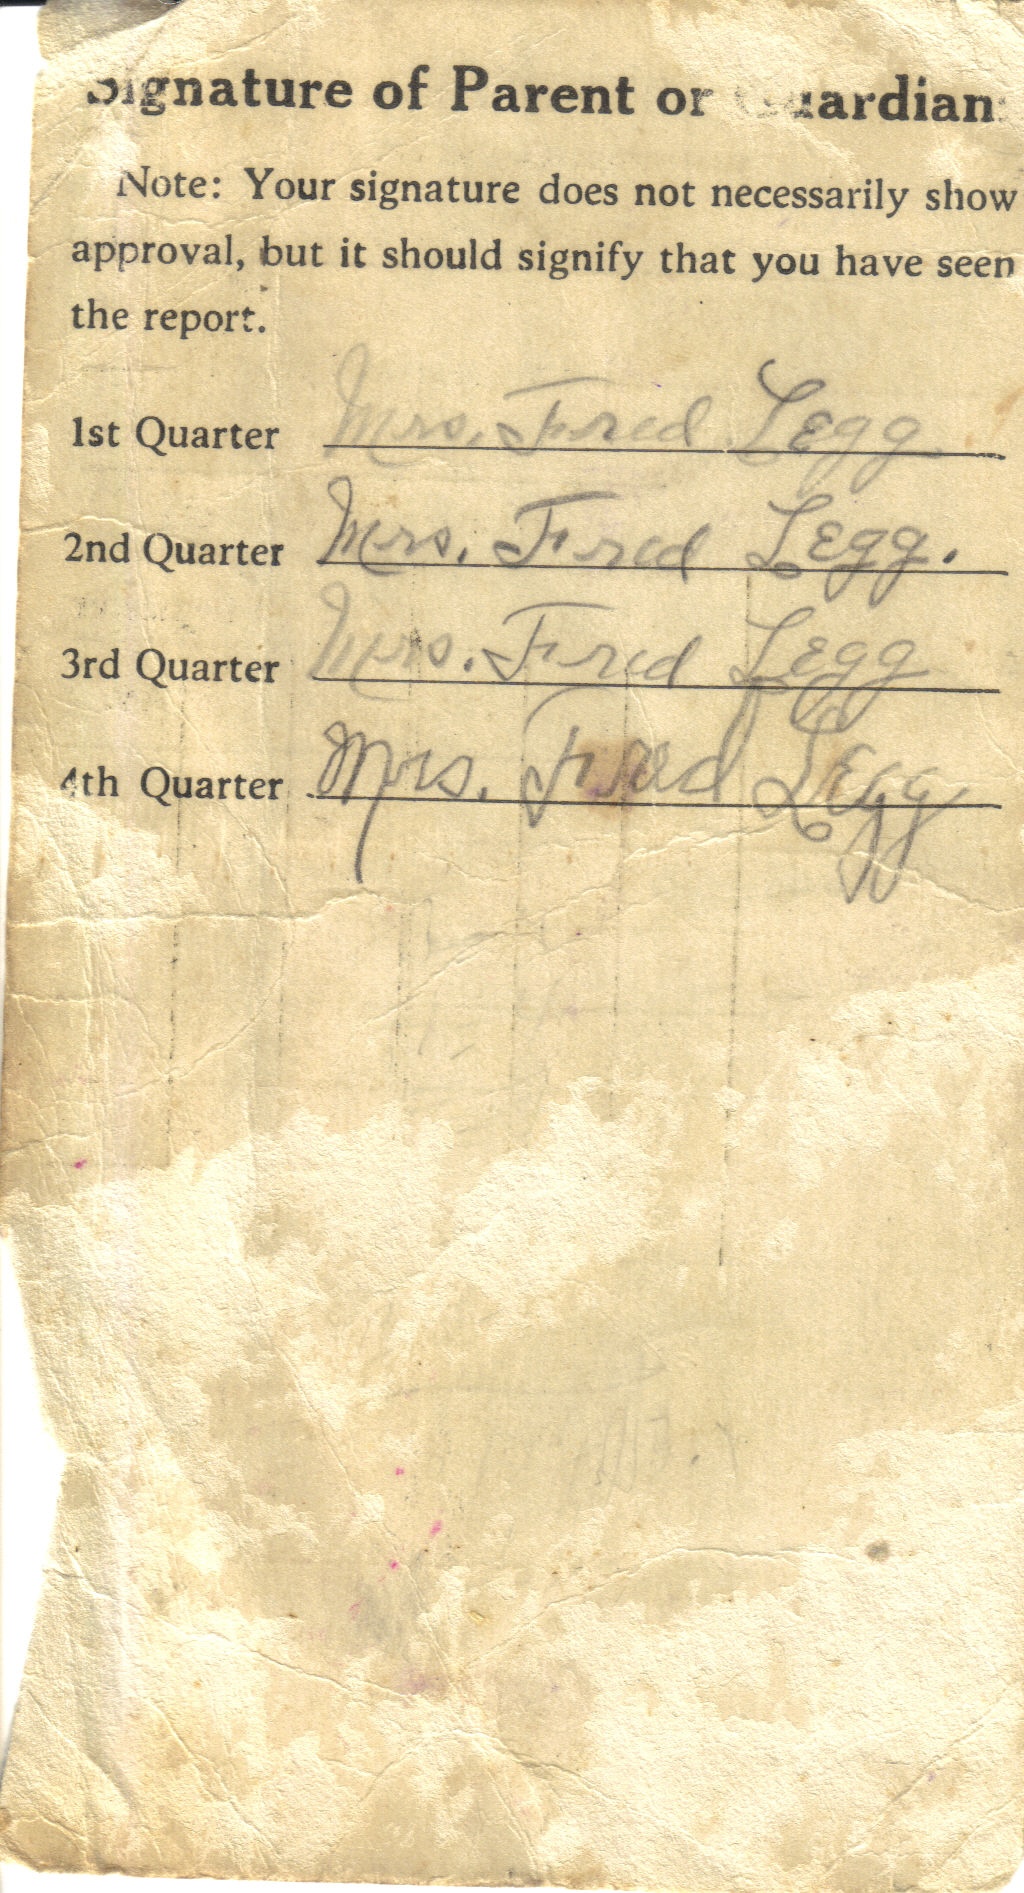 Signature of Parent or Guardian
Note: Your signature does not necessarily show
approval, but it should signify that you have seen
the report.
1st Quarter Mrs. Fred Legg
2nd Quarter Mrs. Fred Legg.
3rd Quarter Mrs. Fred Legg
4th Quarter Mrs. Fred Legg